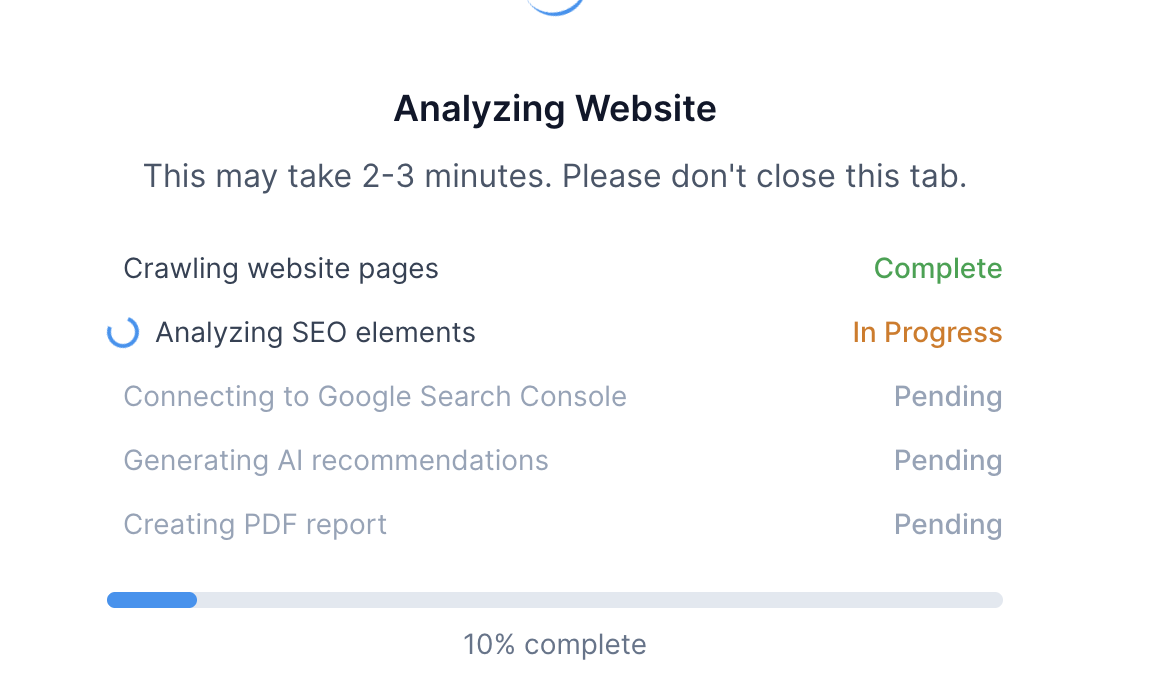 Analyzing Website
This may take 2-3 minutes. Please don't close this tab.
Crawling website pages Complete
Analyzing SEO elements In Progress
Connecting to Google Search Console Pending
Generating AI recommendations Pending
Creating PDF report Pending
10% complete